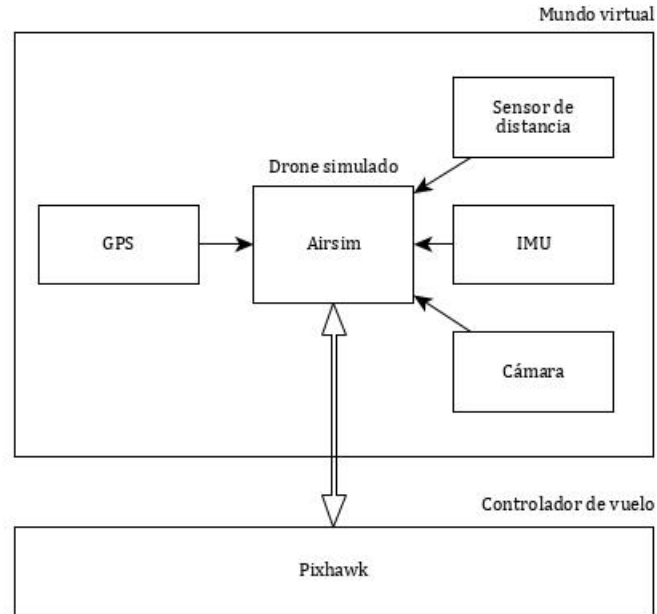 Mundo virtual
Sensor de
distancia
Drone simulado
GPS
Airsim
IMU
Cámara
Controlador de vuelo
Pixhawk